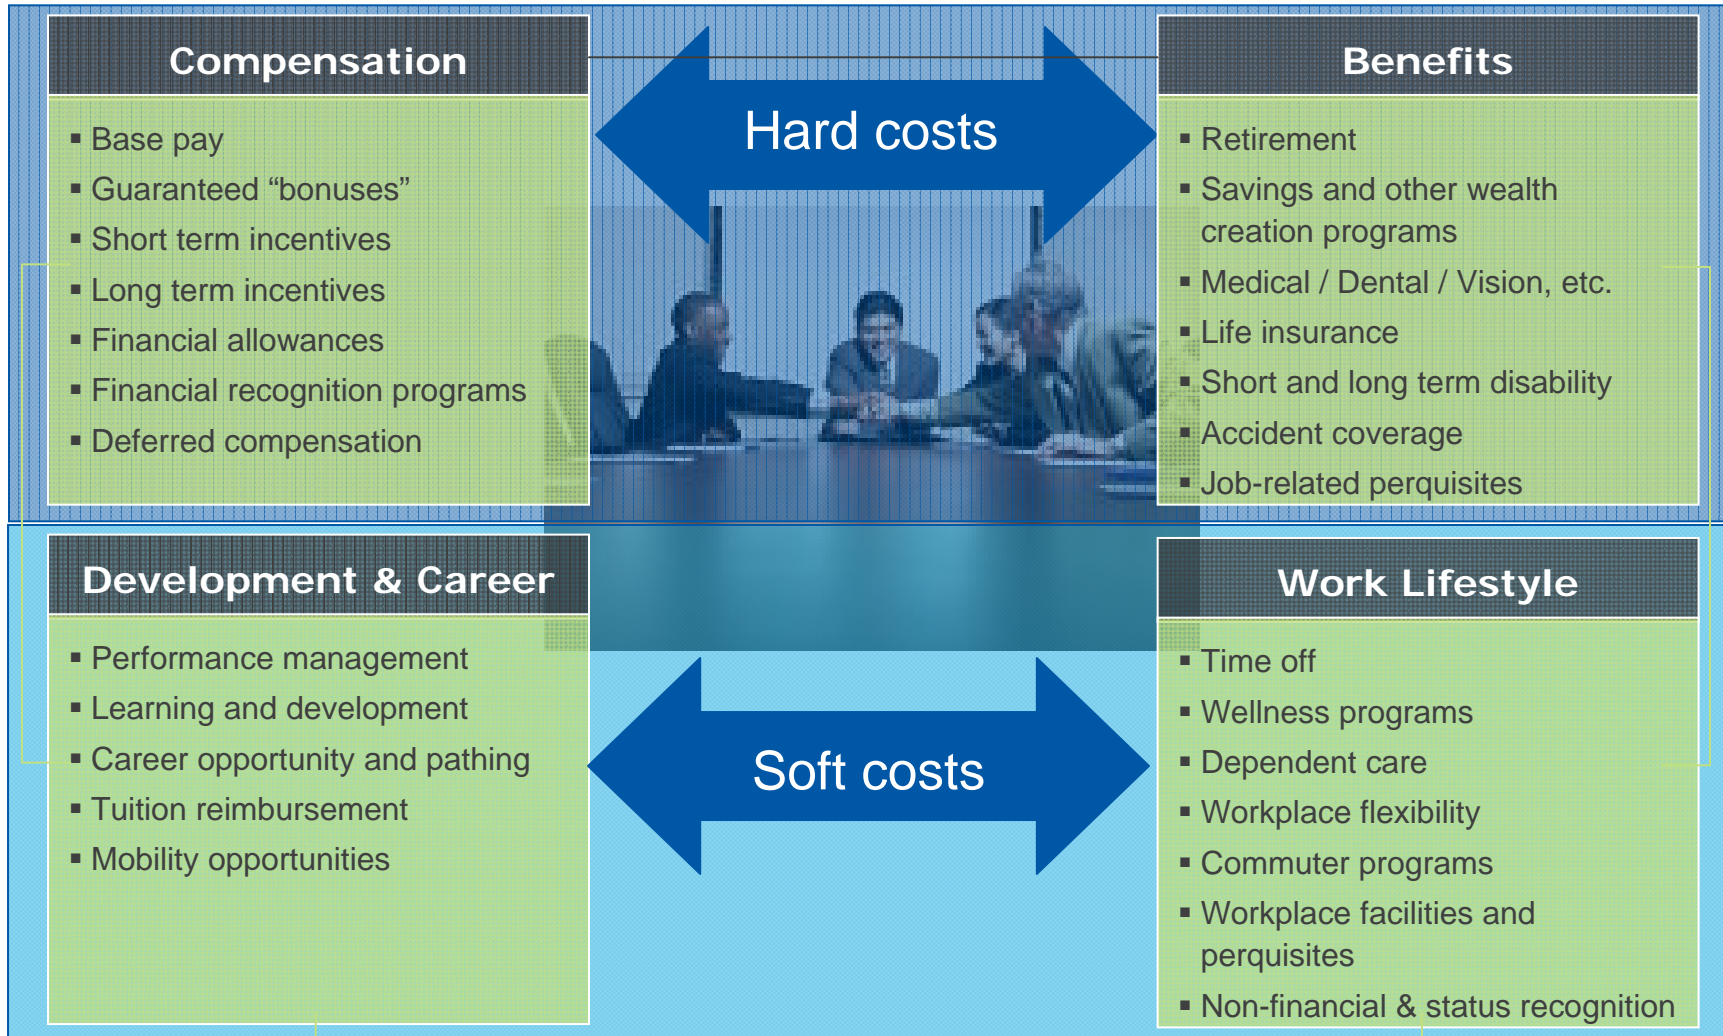 Compensation
▪ Base pay
▪ Guaranteed “bonuses”
▪ Short term incentives
▪ Long term incentives
▪ Financial allowances
▪ Financial recognition programs
▪ Deferred compensation
Hard costs
Benefits
▪ Retirement
▪ Savings and other wealth
creation programs
▪ Medical / Dental / Vision, etc.
▪ Life insurance
▪ Short and long term disability
▪ Accident coverage
▪ Job-related perquisites
Development & Career
▪ Performance management
▪ Learning and development
▪ Career opportunity and pathing
▪ Tuition reimbursement
▪ Mobility opportunities
Soft costs
Work Lifestyle
▪ Time off
▪ Wellness programs
▪ Dependent care
▪ Workplace flexibility
▪ Commuter programs
▪ Workplace facilities and
perquisites
▪ Non-financial & status recognition